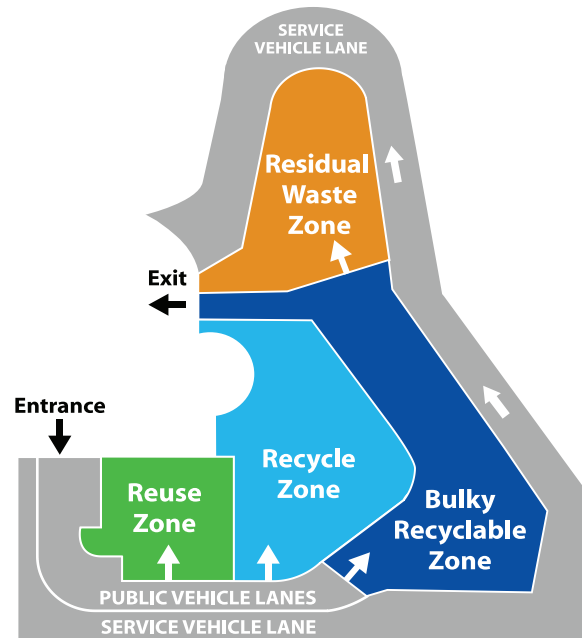 SERVICE
VEHICLE LANE
Residual
Waste
Zone
Exit
Entrance
Reuse
Zone
Recycle
Zone
Bulky
Recyclable
Zone
PUBLIC VEHICLE LANES
SERVICE VEHICLE LANE